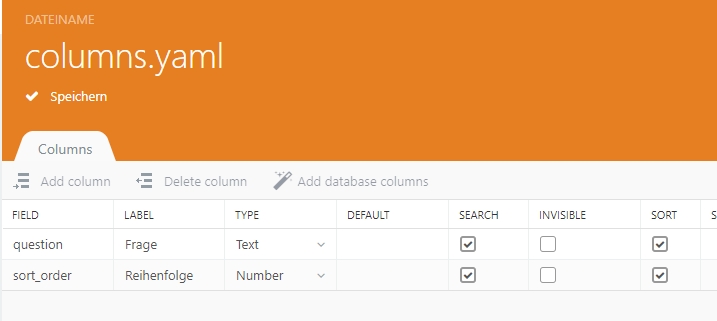 DATEINAME
columns.yaml
Speichern
Columns
Add column Delete column Add database columns
FIELD LABEL TYPE DEFAULT SEARCH INVISIBLE SORT S
question Frage Text
sort_order Reihenfolge Number